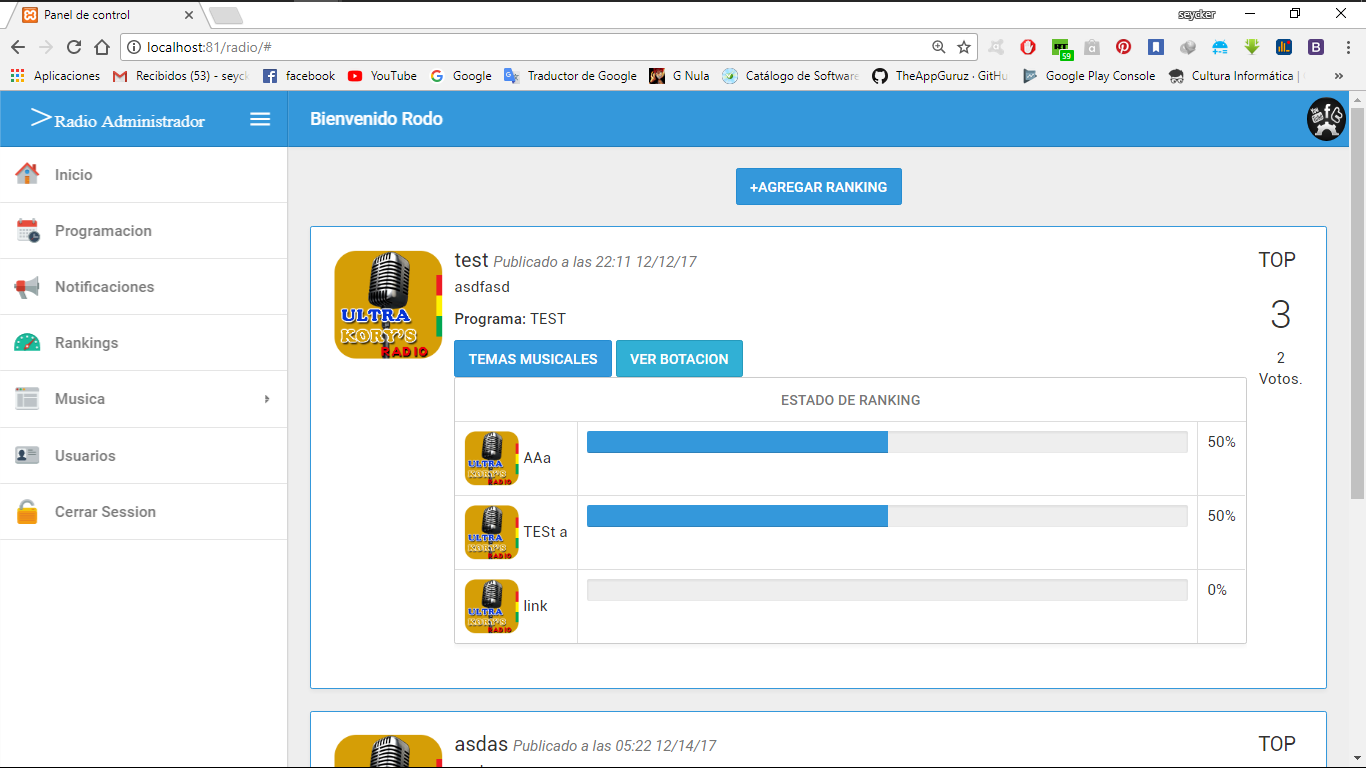 Panel de control
seycker
localhost:81/radio/#
59
Aplicaciones
Recibidos (53) - seyc
facebook
YouTube
Google
Traductor de Google
G Nula
Catálogo de Software
TheAppGuruz · GitHu
Google Play Console
Cultura Informática |
>Radio Administrador
Bienvenido Rodo
Inicio
Programacion
Notificaciones
Rankings
Musica
Usuarios
Cerrar Session
+AGREGAR RANKING
ULTRA
KORY'S
RADIO
test Publicado a las 22:11 12/12/17
asdfasd
Programa: TEST
TEMAS MUSICALES
VER BOTACION
TOP
3
2
Votos.
ESTADO DE RANKING
ULTRA
KORY'S
RADIO
AAa
50%
ULTRA
KORY'S
RADIO
TESt a
50%
ULTRA
KORY'S
RADIO
link
0%
asdas Publicado a las 05:22 12/14/17
TOP